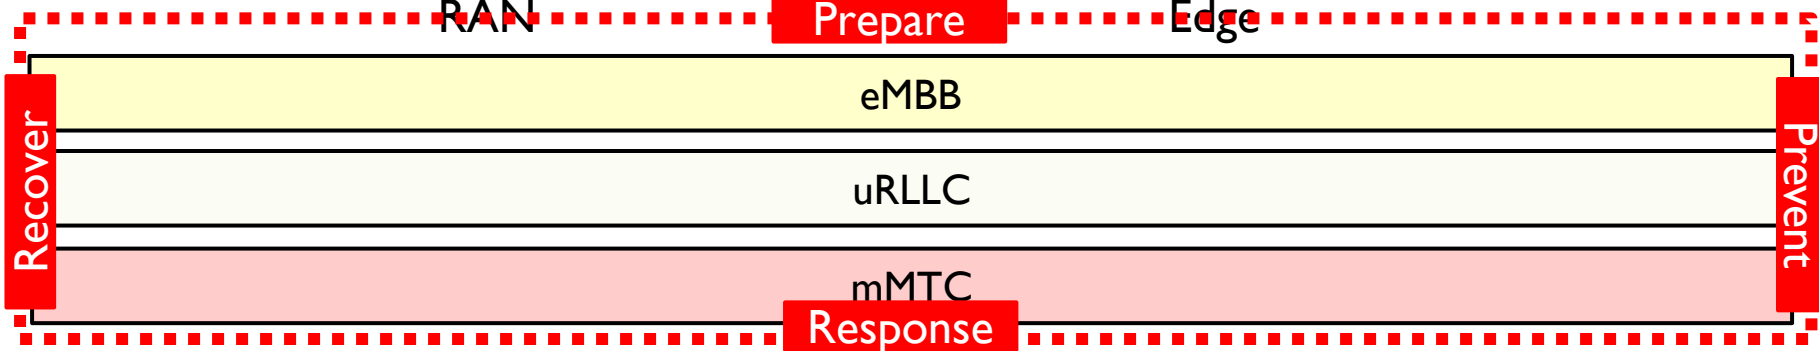 RAN
Prepare
Edge
eMBB
Recover
uRLLC
Prevent
mMTC
Response